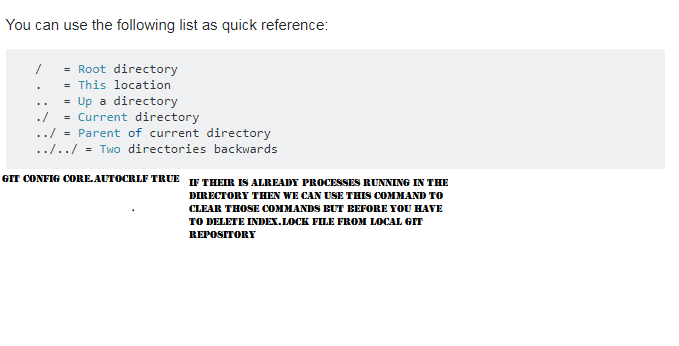 You can use the following list as quick reference:
/ = Root directory
. = This location
.. = Up a directory
./ = Current directory
../ = Parent of current directory
../../ = Two directories backwards
GIT CONFIG CORE.AUTOCRLF TRUE
IF THEIR IS ALREADY PROCESSES RUNNING IN THE
DIRECTORY THEN WE CAN USE THIS COMMAND TO
CLEAR THOSE COMMANDS BUT BEFORE YOU HAVE
TO DELETE INDEX.LOCK FILE FROM LOCAL GIT
REPOSITORY